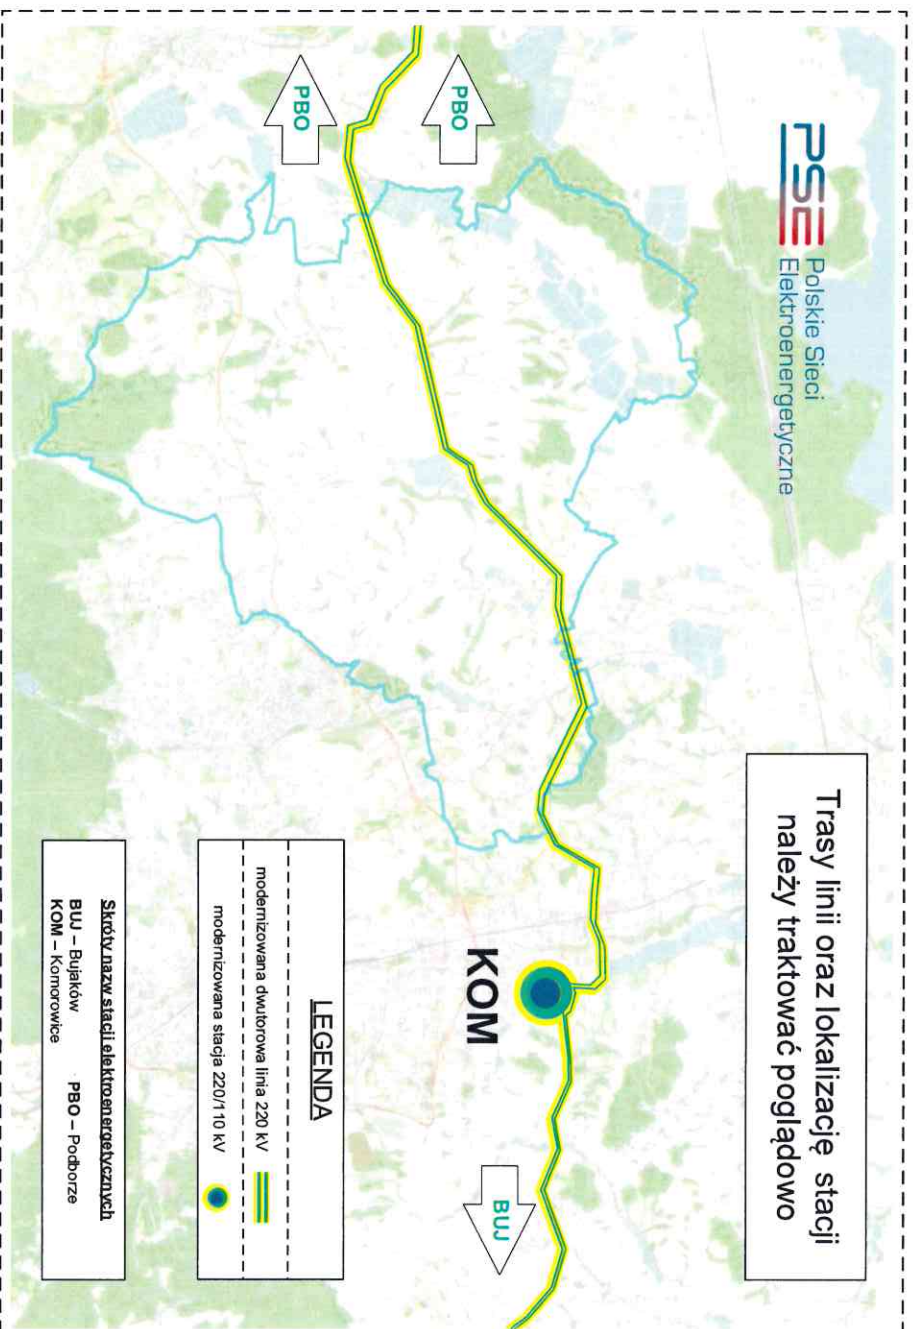 PSE Polskie Sieci
Elektroenergetyczne
Trasy linii oraz lokalizację stacji
należy traktować poglądowo
PBO
PBO
KOM
BUJ
LEGENDA
modernizowana dwutorowa linia 220 kV
modernizowana stacja 220/110 kV
Skróty nazw stacji elektroenergetycznych
BUJ – Bujaków PBO – Podborze
KOM – Komorowice